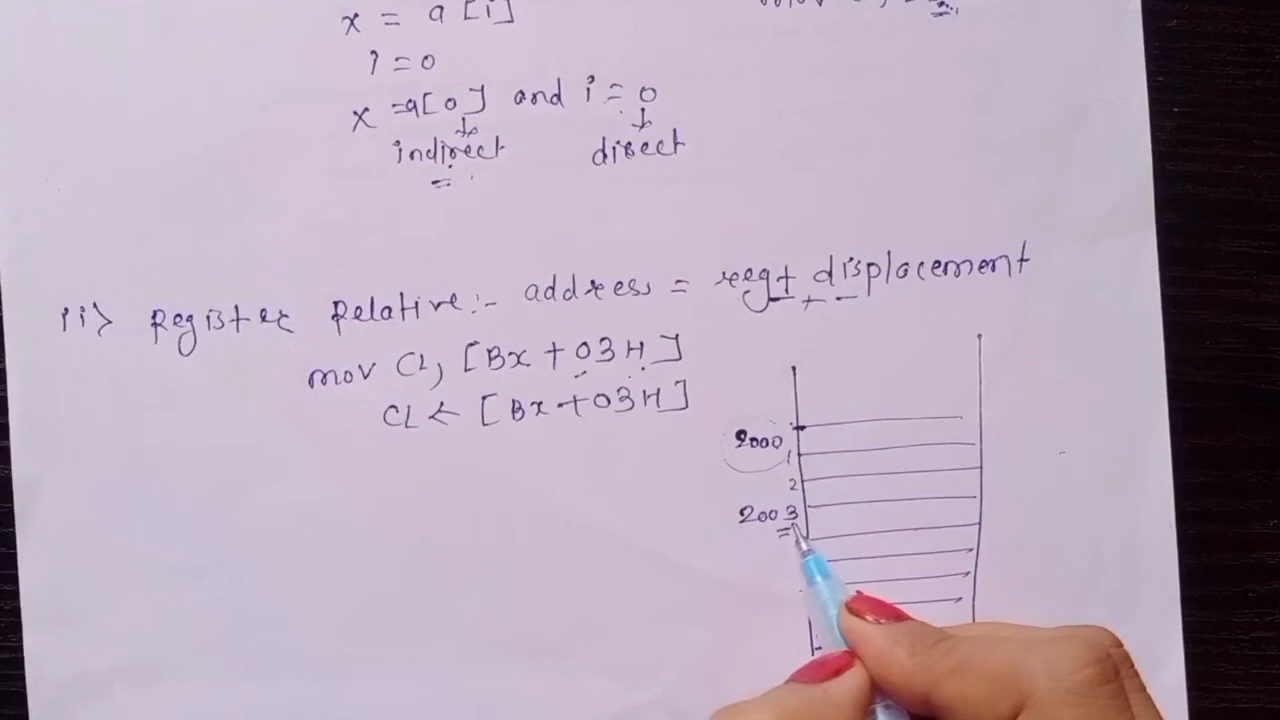 x = a [i]
i = 0
x = a[0] and i = 0
indirect direct
ii> Register Relative:- address = reg + displacement
+ -
mov CL, [Bx + 03H]
CL ← [Bx + 03H]
2000
1
2
2003